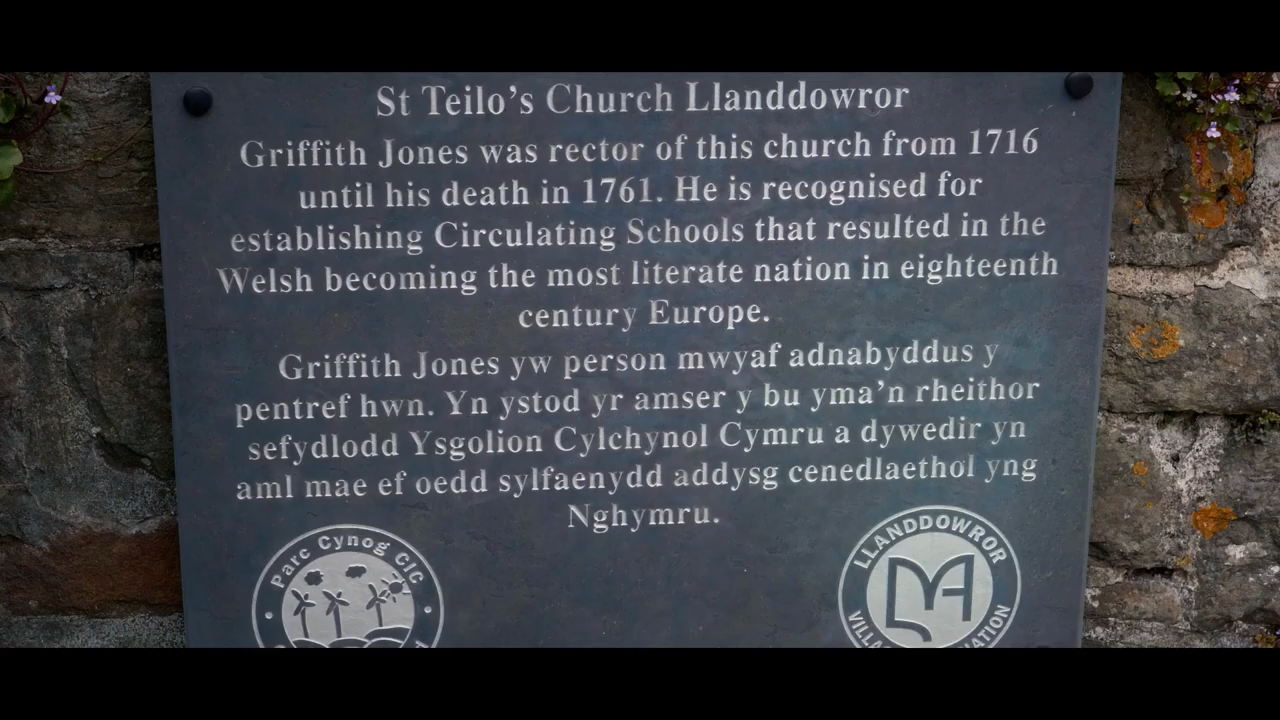 St Teilo's Church Llanddowror
Griffith Jones was rector of this church from 1716
until his death in 1761. He is recognised for
establishing Circulating Schools that resulted in the
Welsh becoming the most literate nation in eighteenth
century Europe.
Griffith Jones yw person mwyaf adnabyddus y
pentref hwn. Yn ystod yr amser y bu yma'n rheithor
sefydlodd Ysgolion Cylchynol Cymru a dywedir yn
aml mae ef oedd sylfaenydd addysg cenedlaethol yng
Nghymru.
Parc Cynog CIC
LLANDDOWROR